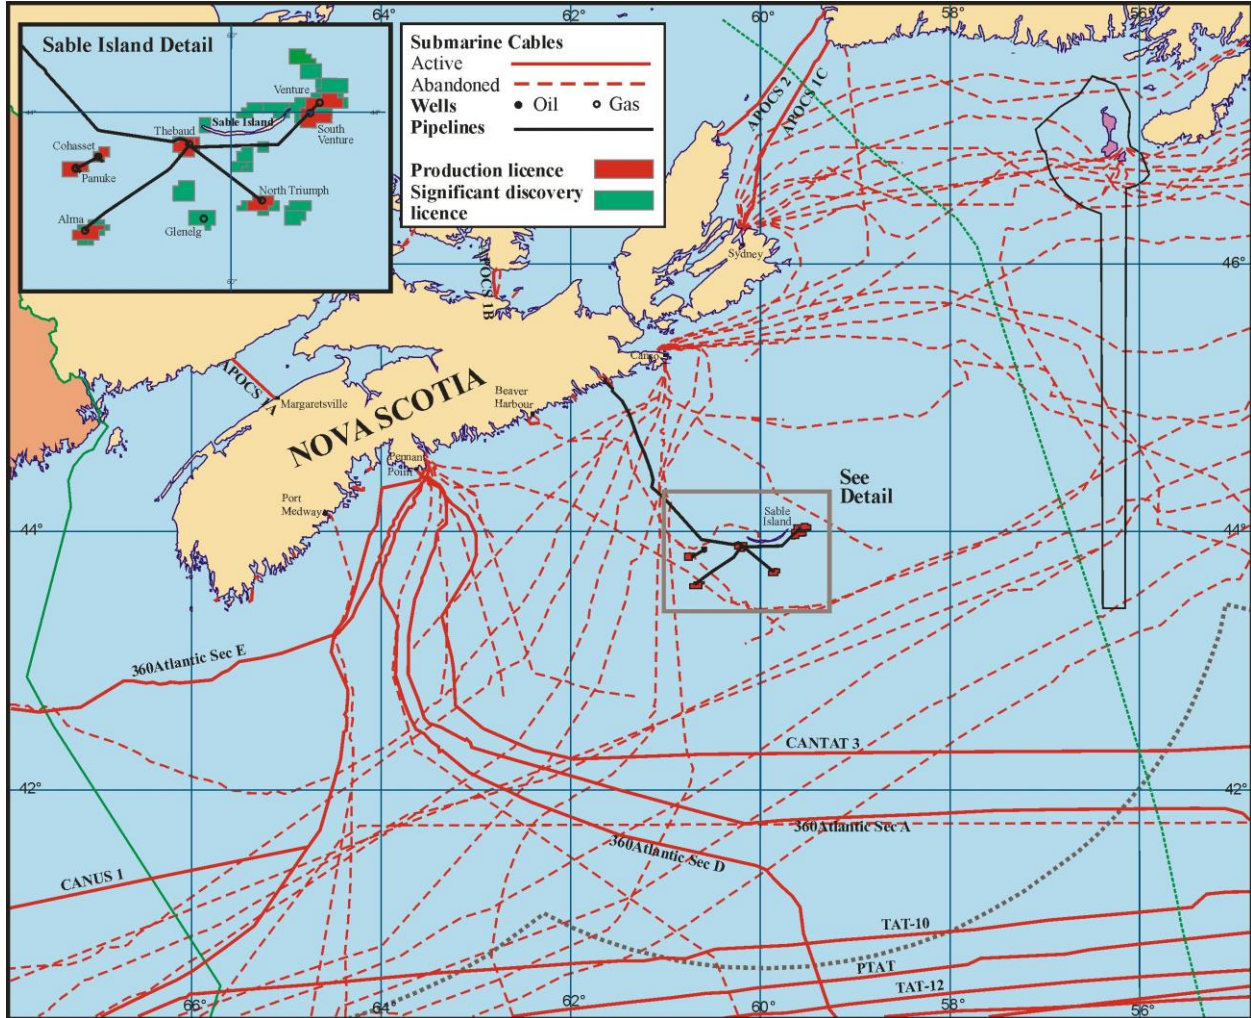 64°
62°
60°
58°
56°
Sable Island Detail
Venture
Sable Island
South
Venture
Thebaud
Cohasset
Panuke
North Triumph
Alma
Glenelg
44°
60°
Submarine Cables
Active
Abandoned
Wells
Oil
Gas
Pipelines
Production licence
Significant discovery
licence
APOCS 2
APOCS 1C
Sydney
46°
APOCS 1B
Canso
APOCS 1A
Margaretsville
NOVA SCOTIA
Beaver
Harbour
Pennant
Point
Port
Medway
See
Detail
Sable
Island
44°
44°
360Atlantic Sec E
CANTAT 3
42°
42°
360Atlantic Sec A
360Atlantic Sec D
CANUS 1
TAT-10
PTAT
TAT-12
66°
64°
62°
60°
58°
56°